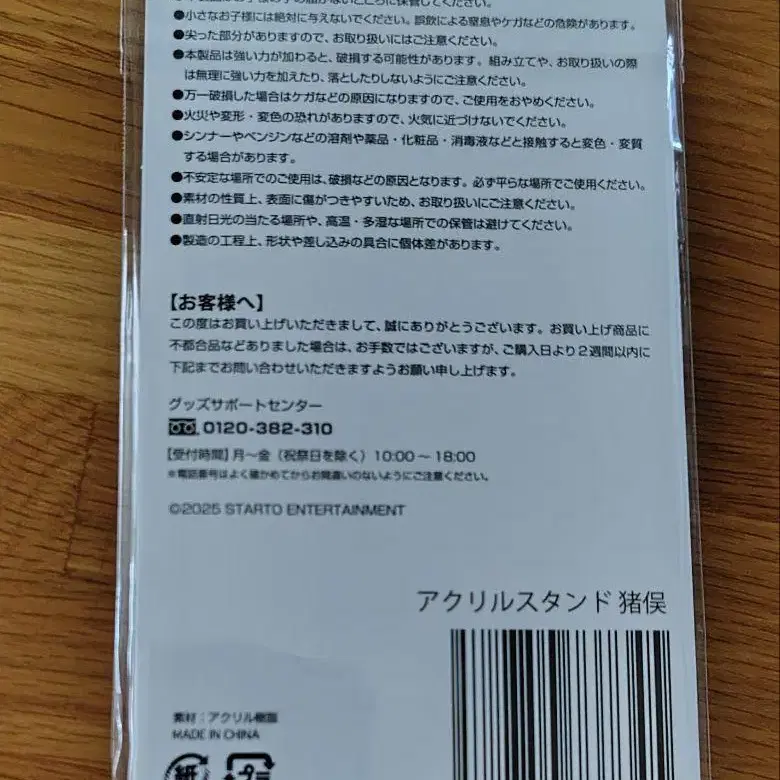 ●小さなお子様には絶対に与えないでください。誤飲による窒息やケガなどの危険があります。
●尖った部分がありますので、お取り扱いにはご注意ください。
●本製品は強い力が加わると、破損する可能性があります。組み立てや、お取り扱いの際
は無理に強い力を加えたり、落としたりしないようにご注意ください。
●万一破損した場合はケガなどの原因になりますので、ご使用をおやめください。
●火災や変形・変色の恐れがありますので、火気に近づけないでください。
●シンナーやベンジンなどの溶剤や薬品・化粧品・消毒液などと接触すると変色・変質
する場合があります。
●不安定な場所でのご使用は、破損などの原因となります。必ず平らな場所でご使用ください。
●素材の性質上、表面に傷がつきやすいため、お取り扱いにご注意ください。
●直射日光の当たる場所や、高温・多湿な場所での保管は避けてください。
●製造の工程上、形状や差し込みの具合に個体差があります。
【お客様へ】
この度はお買い上げいただきまして、誠にありがとうございます。お買い上げ商品に
不都合品などありました場合は、お手数ではございますが、ご購入日より2週間以内に
下記までお問い合わせいただきますようお願い申し上げます。
グッズサポートセンター
0120-382-310
【受付時間】月～金（祝祭日を除く）10:00～18:00
※電話番号はよく確かめてからお間違いのないようにご注意ください。
©2025 STARTO ENTERTAINMENT
アクリルスタンド 猪俣
素材：アクリル樹脂
MADE IN CHINA
紙